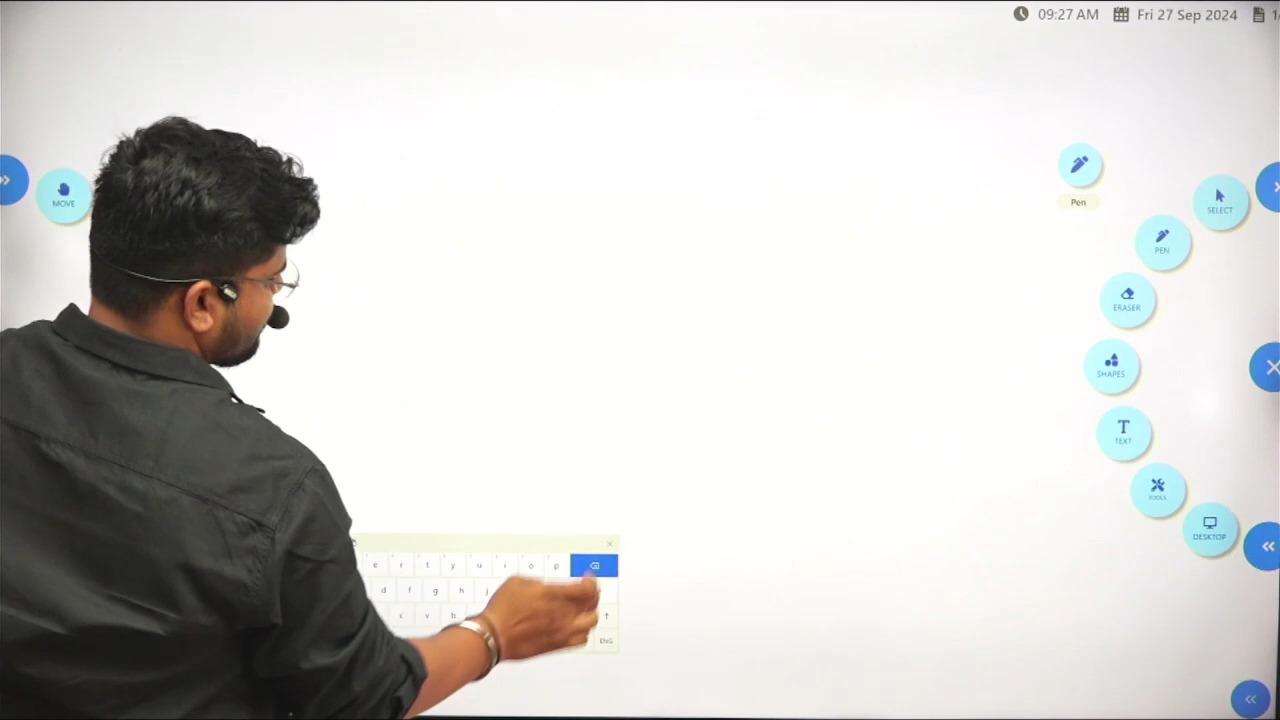 09:27 AM Fri 27 Sep 2024
MOVE
Pen
SELECT
PEN
ERASER
SHAPES
T
TEXT
TOOLS
DESKTOP
e r t y u i o p
d f g h j
c v b
ENG